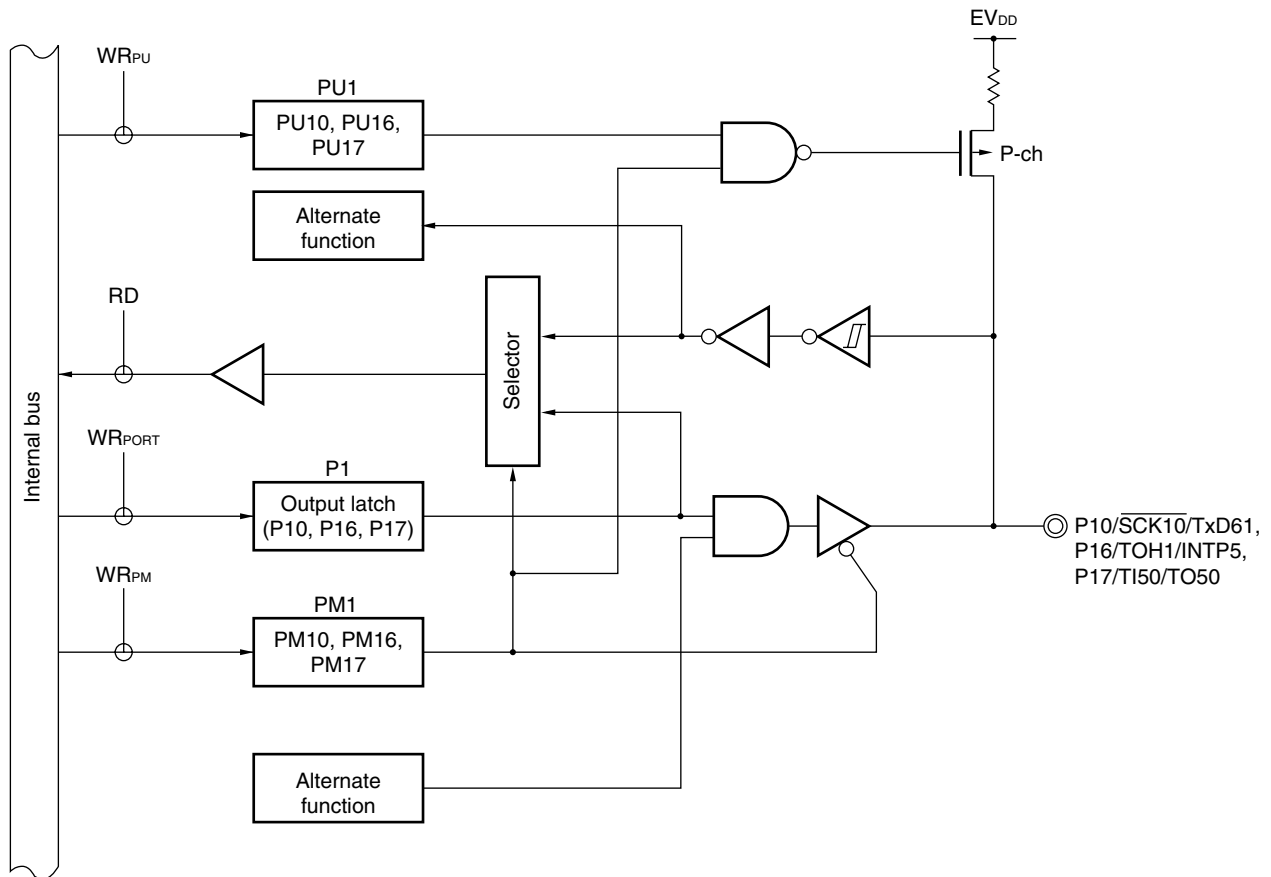 EVDD
WRPU
PU1
PU10, PU16,
PU17
P-ch
Alternate
function
RD
Selector
Internal bus
WRPORT
P1
Output latch
(P10, P16, P17)
P10/SCK10/TxD61,
P16/TOH1/INTP5,
P17/TI50/TO50
WRPM
PM1
PM10, PM16,
PM17
Alternate
function